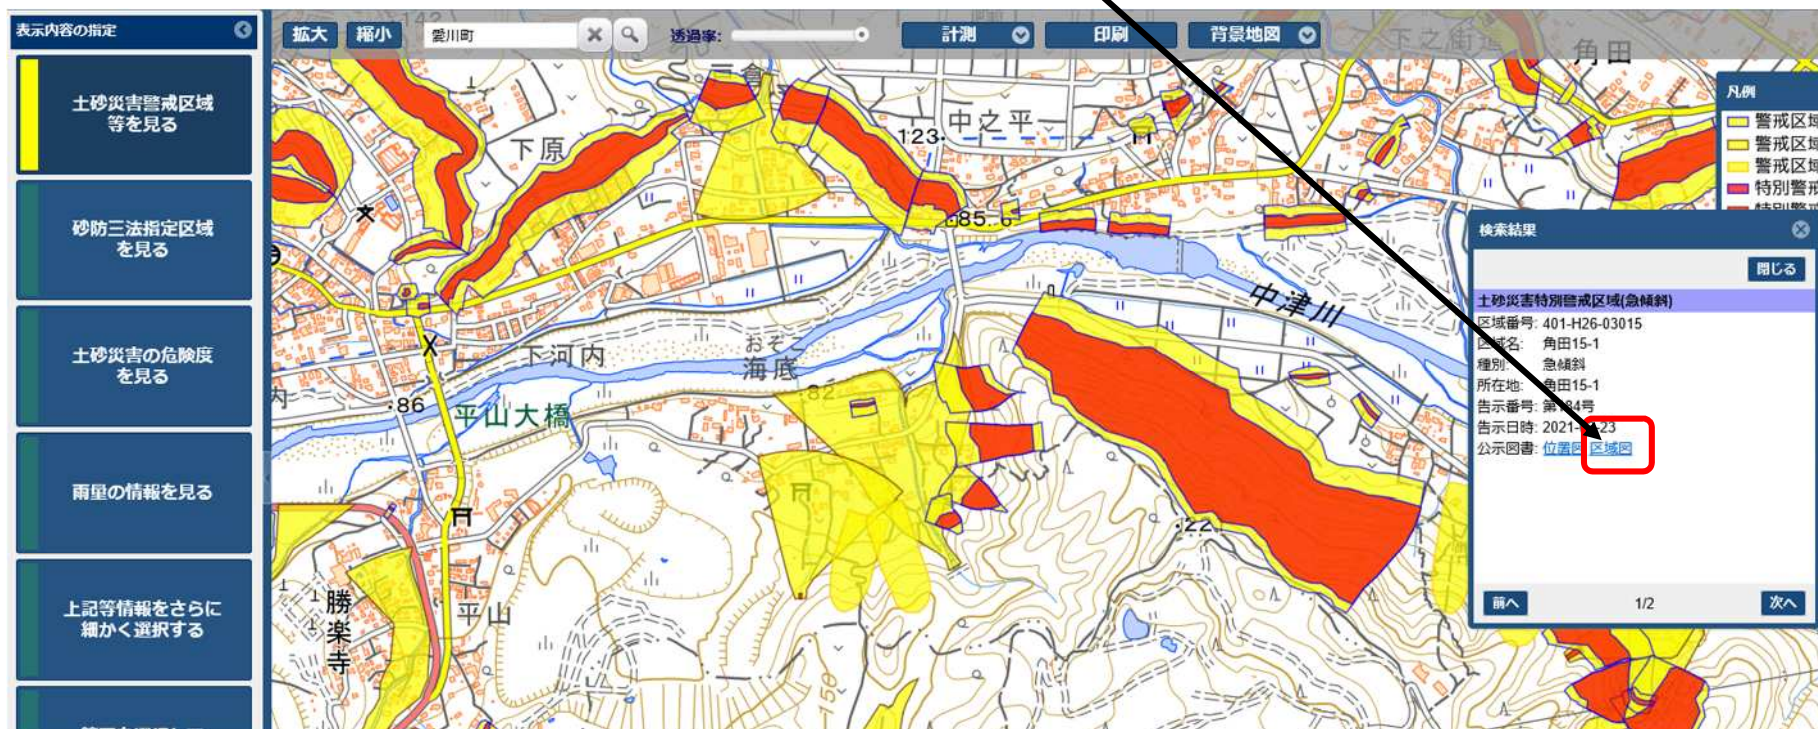 表示内容の指定
土砂災害警戒区域
等を見る
砂防三法指定区域
を見る
土砂災害の危険度
を見る
雨量の情報を見る
上記等情報をさらに
細かく選択する
拡大
縮小
愛川町
透過率:
計測
印刷
背景地図
142
戸倉
下之街道
角田
下原
123
中之平
85.6
中津川
おそこ
海底
下河内
82
86
平山大橋
平山
勝楽寺
150
22
凡例
警戒区域
警戒区域
警戒区域
特別警戒
特別警戒
検索結果
閉じる
土砂災害特別警戒区域(急傾斜)
区域番号: 401-H26-03015
区域名: 角田15-1
種別: 急傾斜
所在地: 角田15-1
告示番号: 第184号
告示日時: 2021-
23
公示図書: 位置図 区域図
前へ
1/2
次へ